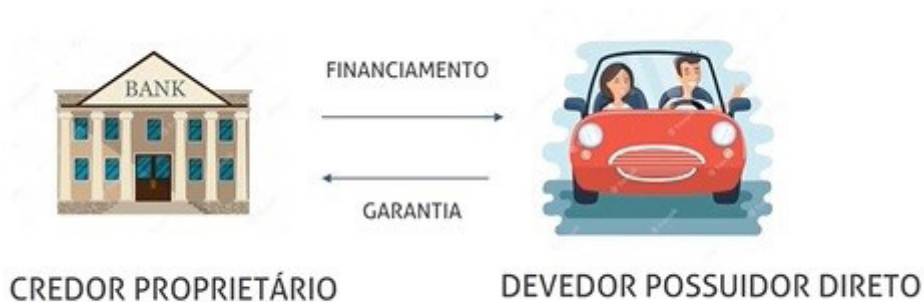 BANK
FINANCIAMENTO
GARANTIA
CREDOR PROPRIETÁRIO
DEVEDOR POSSUIDOR DIRETO